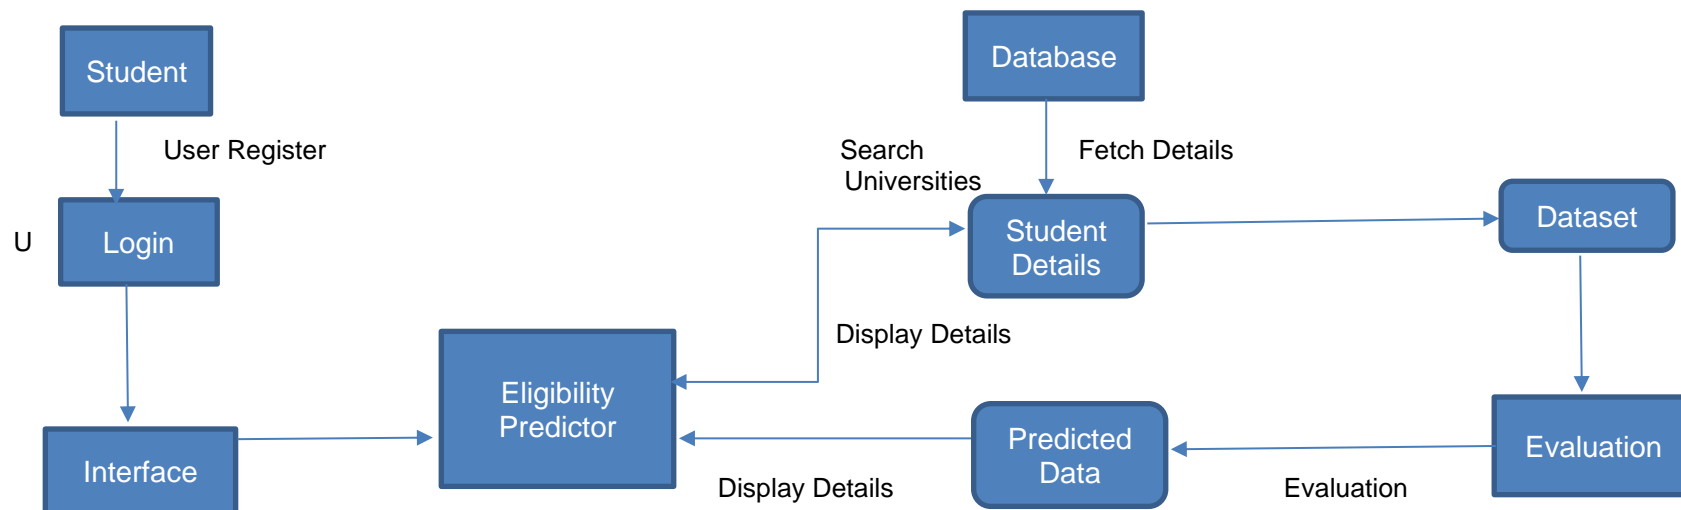 Student
Database
User Register
Search
Universities
Fetch Details
U
Login
Student
Details
Dataset
Display Details
Eligibility
Predictor
Interface
Predicted
Data
Evaluation
Display Details
Evaluation